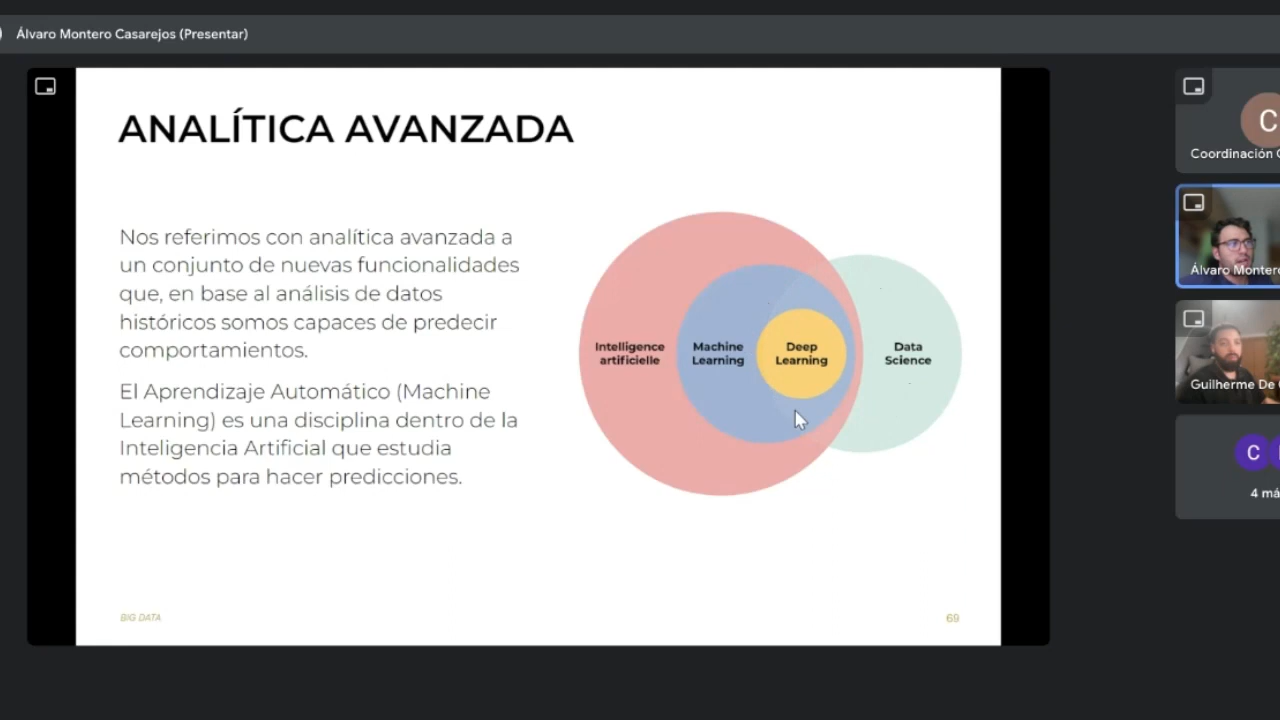 Álvaro Montero Casarejos (Presentar)
ANALÍTICA AVANZADA
Nos referimos con analítica avanzada a
un conjunto de nuevas funcionalidades
que, en base al análisis de datos
históricos somos capaces de predecir
comportamientos.
El Aprendizaje Automático (Machine
Learning) es una disciplina dentro de la
Inteligencia Artificial que estudia
métodos para hacer predicciones.
Intelligence
artificielle
Machine
Learning
Deep
Learning
Data
Science
BIG DATA
69
C
Coordinación
Álvaro Montero
Guilherme De
C
4 má